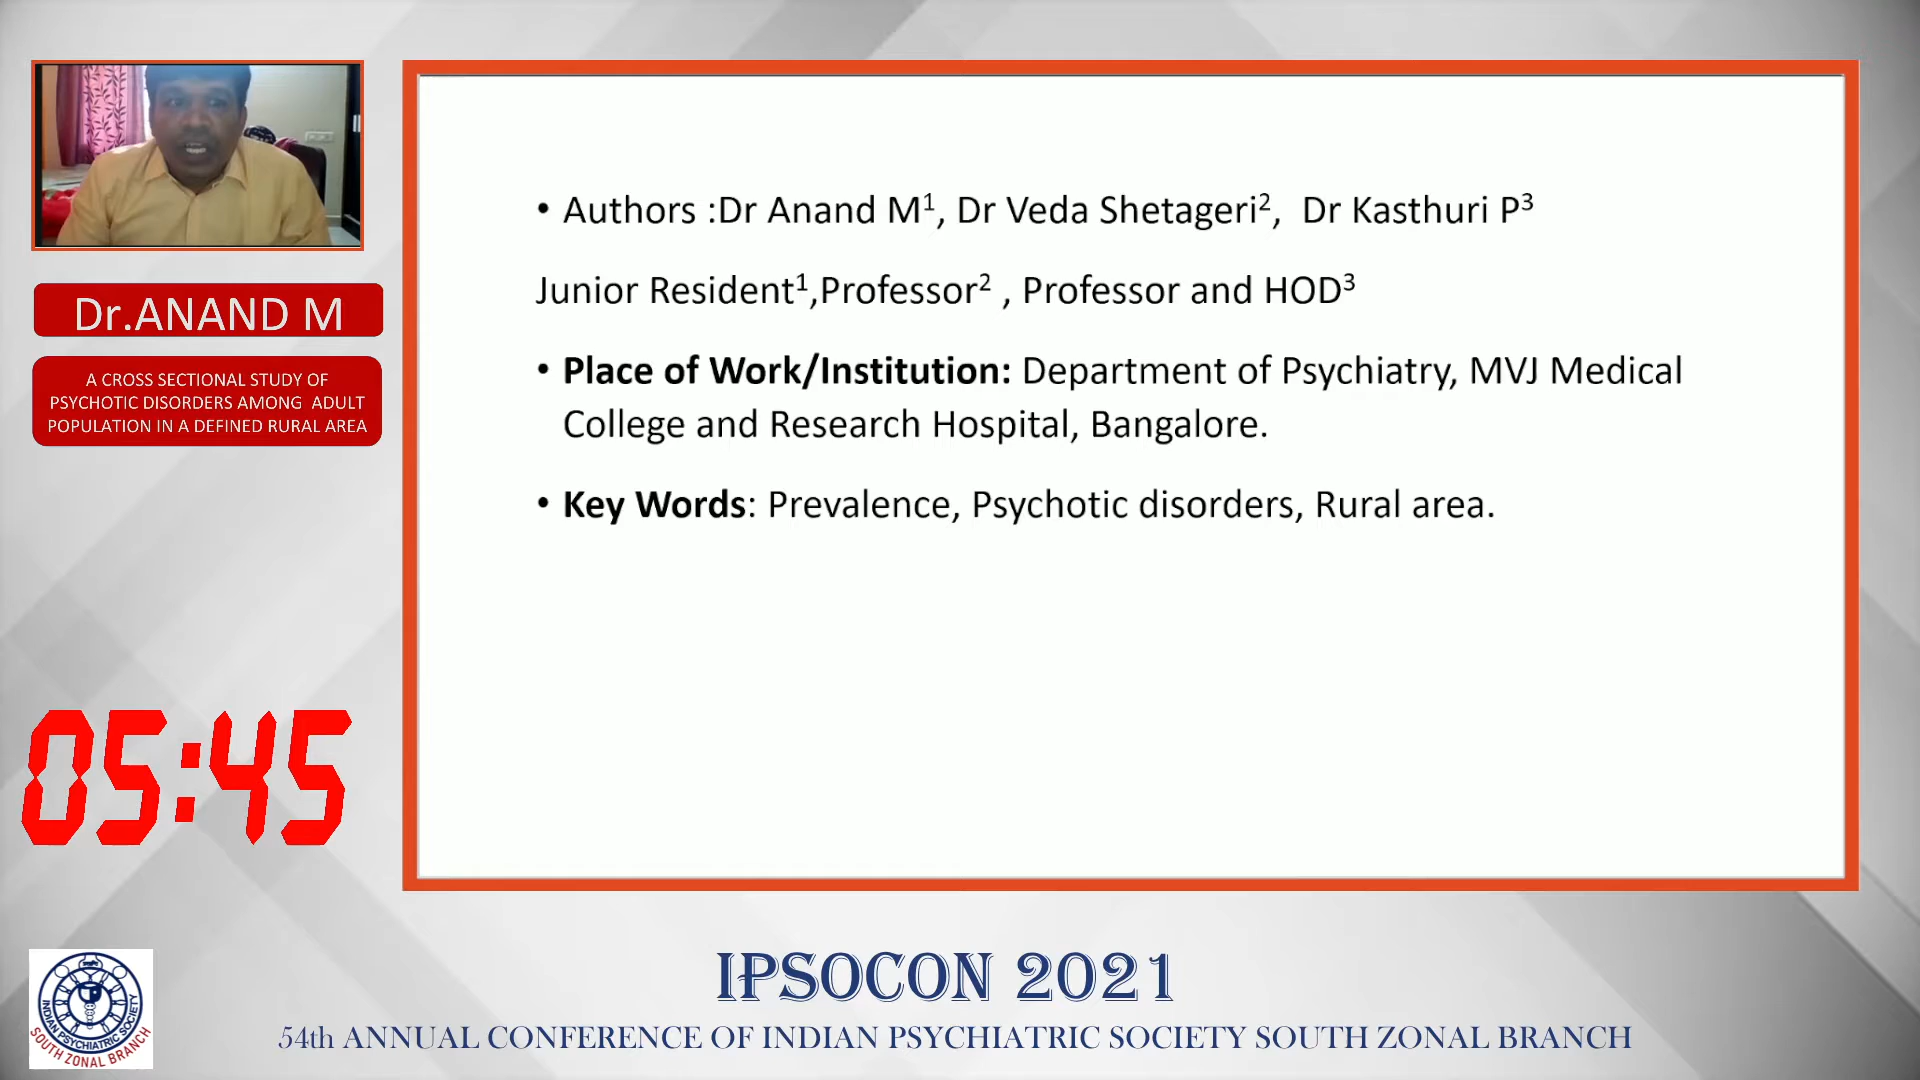 Dr.ANAND M
A CROSS SECTIONAL STUDY OF
PSYCHOTIC DISORDERS AMONG ADULT
POPULATION IN A DEFINED RURAL AREA
05:45
• Authors :Dr Anand M¹, Dr Veda Shetageri², Dr Kasthuri P³
Junior Resident¹,Professor² , Professor and HOD³
• Place of Work/Institution: Department of Psychiatry, MVJ Medical
College and Research Hospital, Bangalore.
• Key Words: Prevalence, Psychotic disorders, Rural area.
INDIAN PSYCHIATRIC SOCIETY
SOUTH ZONAL BRANCH
IPSOCON 2021
54th ANNUAL CONFERENCE OF INDIAN PSYCHIATRIC SOCIETY SOUTH ZONAL BRANCH